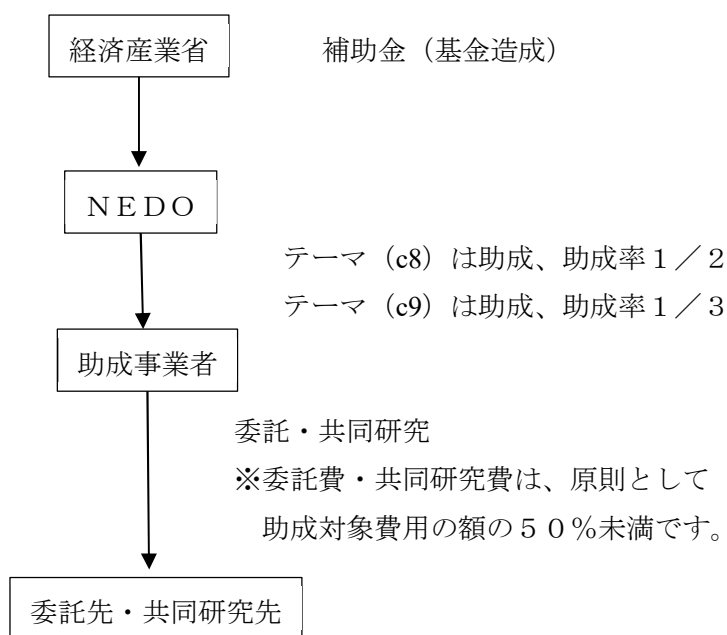 経済産業省
補助金（基金造成）
ＮＥＤＯ
テーマ（c8）は助成、助成率１／２
テーマ（c9）は助成、助成率１／３
助成事業者
委託・共同研究
※委託費・共同研究費は、原則として
助成対象費用の額の５０％未満です。
委託先・共同研究先